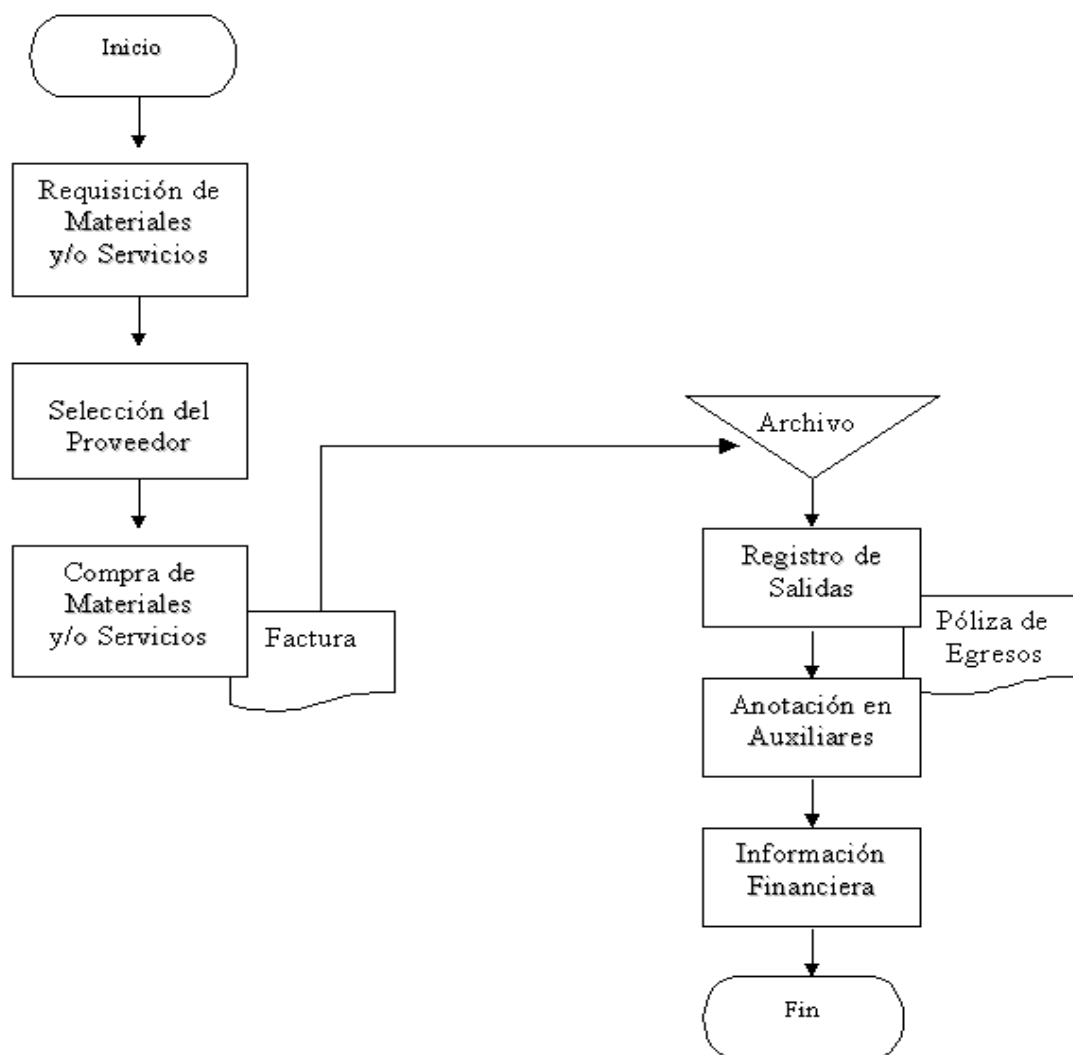 Inicio
Requisición de
Materiales
y/o Servicios
Selección del
Proveedor
Compra de
Materiales
y/o Servicios
Factura
Archivo
Registro de
Salidas
Póliza de
Egresos
Anotación en
Auxiliares
Información
Financiera
Fin